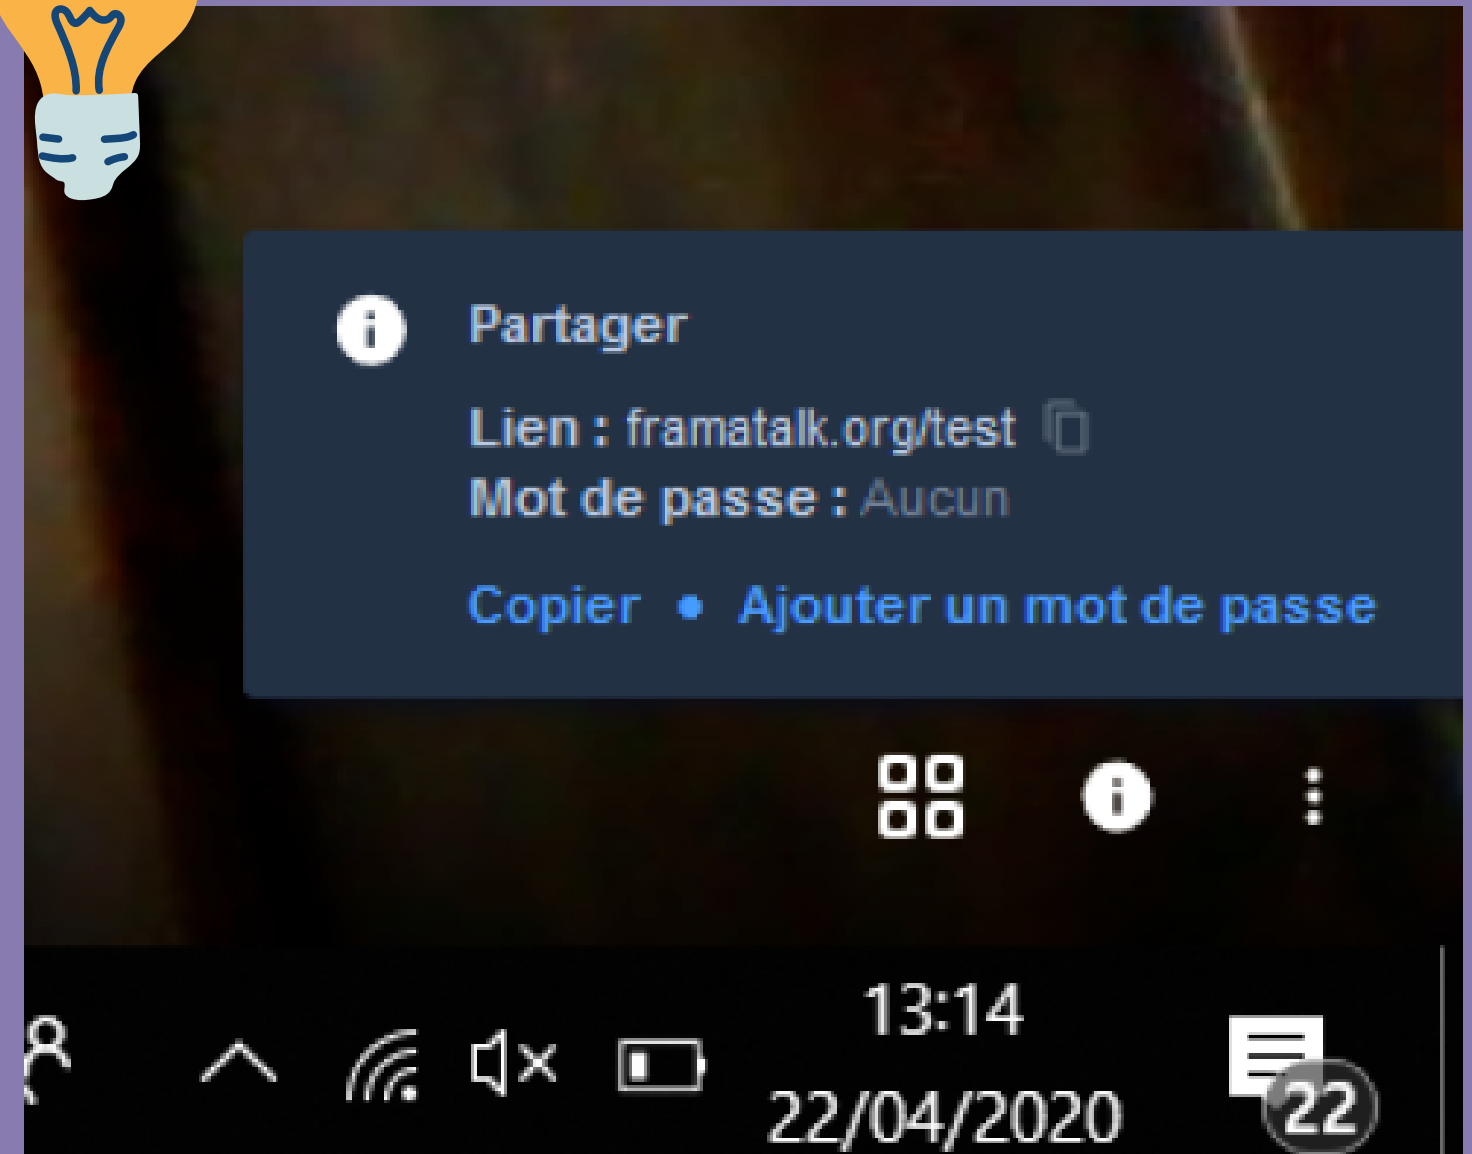 Partager
Lien : framatalk.org/test
Mot de passe : Aucun
Copier • Ajouter un mot de passe
13:14
22/04/2020
22